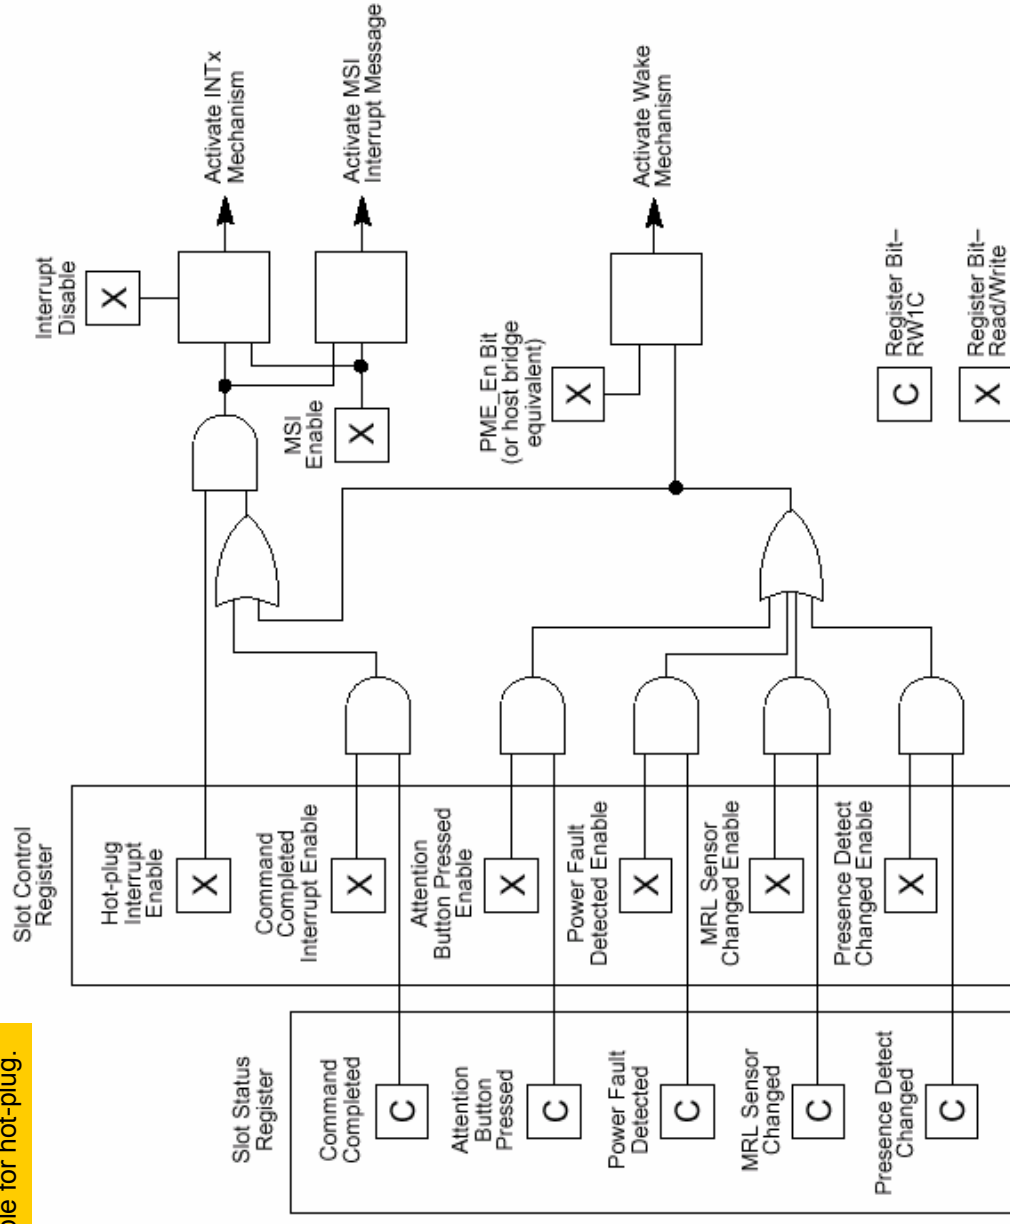 ole for hot-plug.
Slot Status
Register
Command
Completed
Attention
Button
Pressed
Power Fault
Detected
MRL Sensor
Changed
Presence Detect
Changed
C
C
C
C
C
Slot Control
Register
Hot-plug
Interrupt
Enable
Command
Completed
Interrupt Enable
Attention
Button Pressed
Enable
Power Fault
Detected Enable
MRL Sensor
Changed Enable
Presence Detect
Changed Enable
X
X
X
X
X
X
Interrupt
Disable
X
MSI
Enable
X
PME_En Bit
(or host bridge
equivalent)
X
Activate INTx
Mechanism
Activate MSI
Interrupt Message
Activate Wake
Mechanism
C
Register Bit–
RW1C
X
Register Bit–
Read/Write